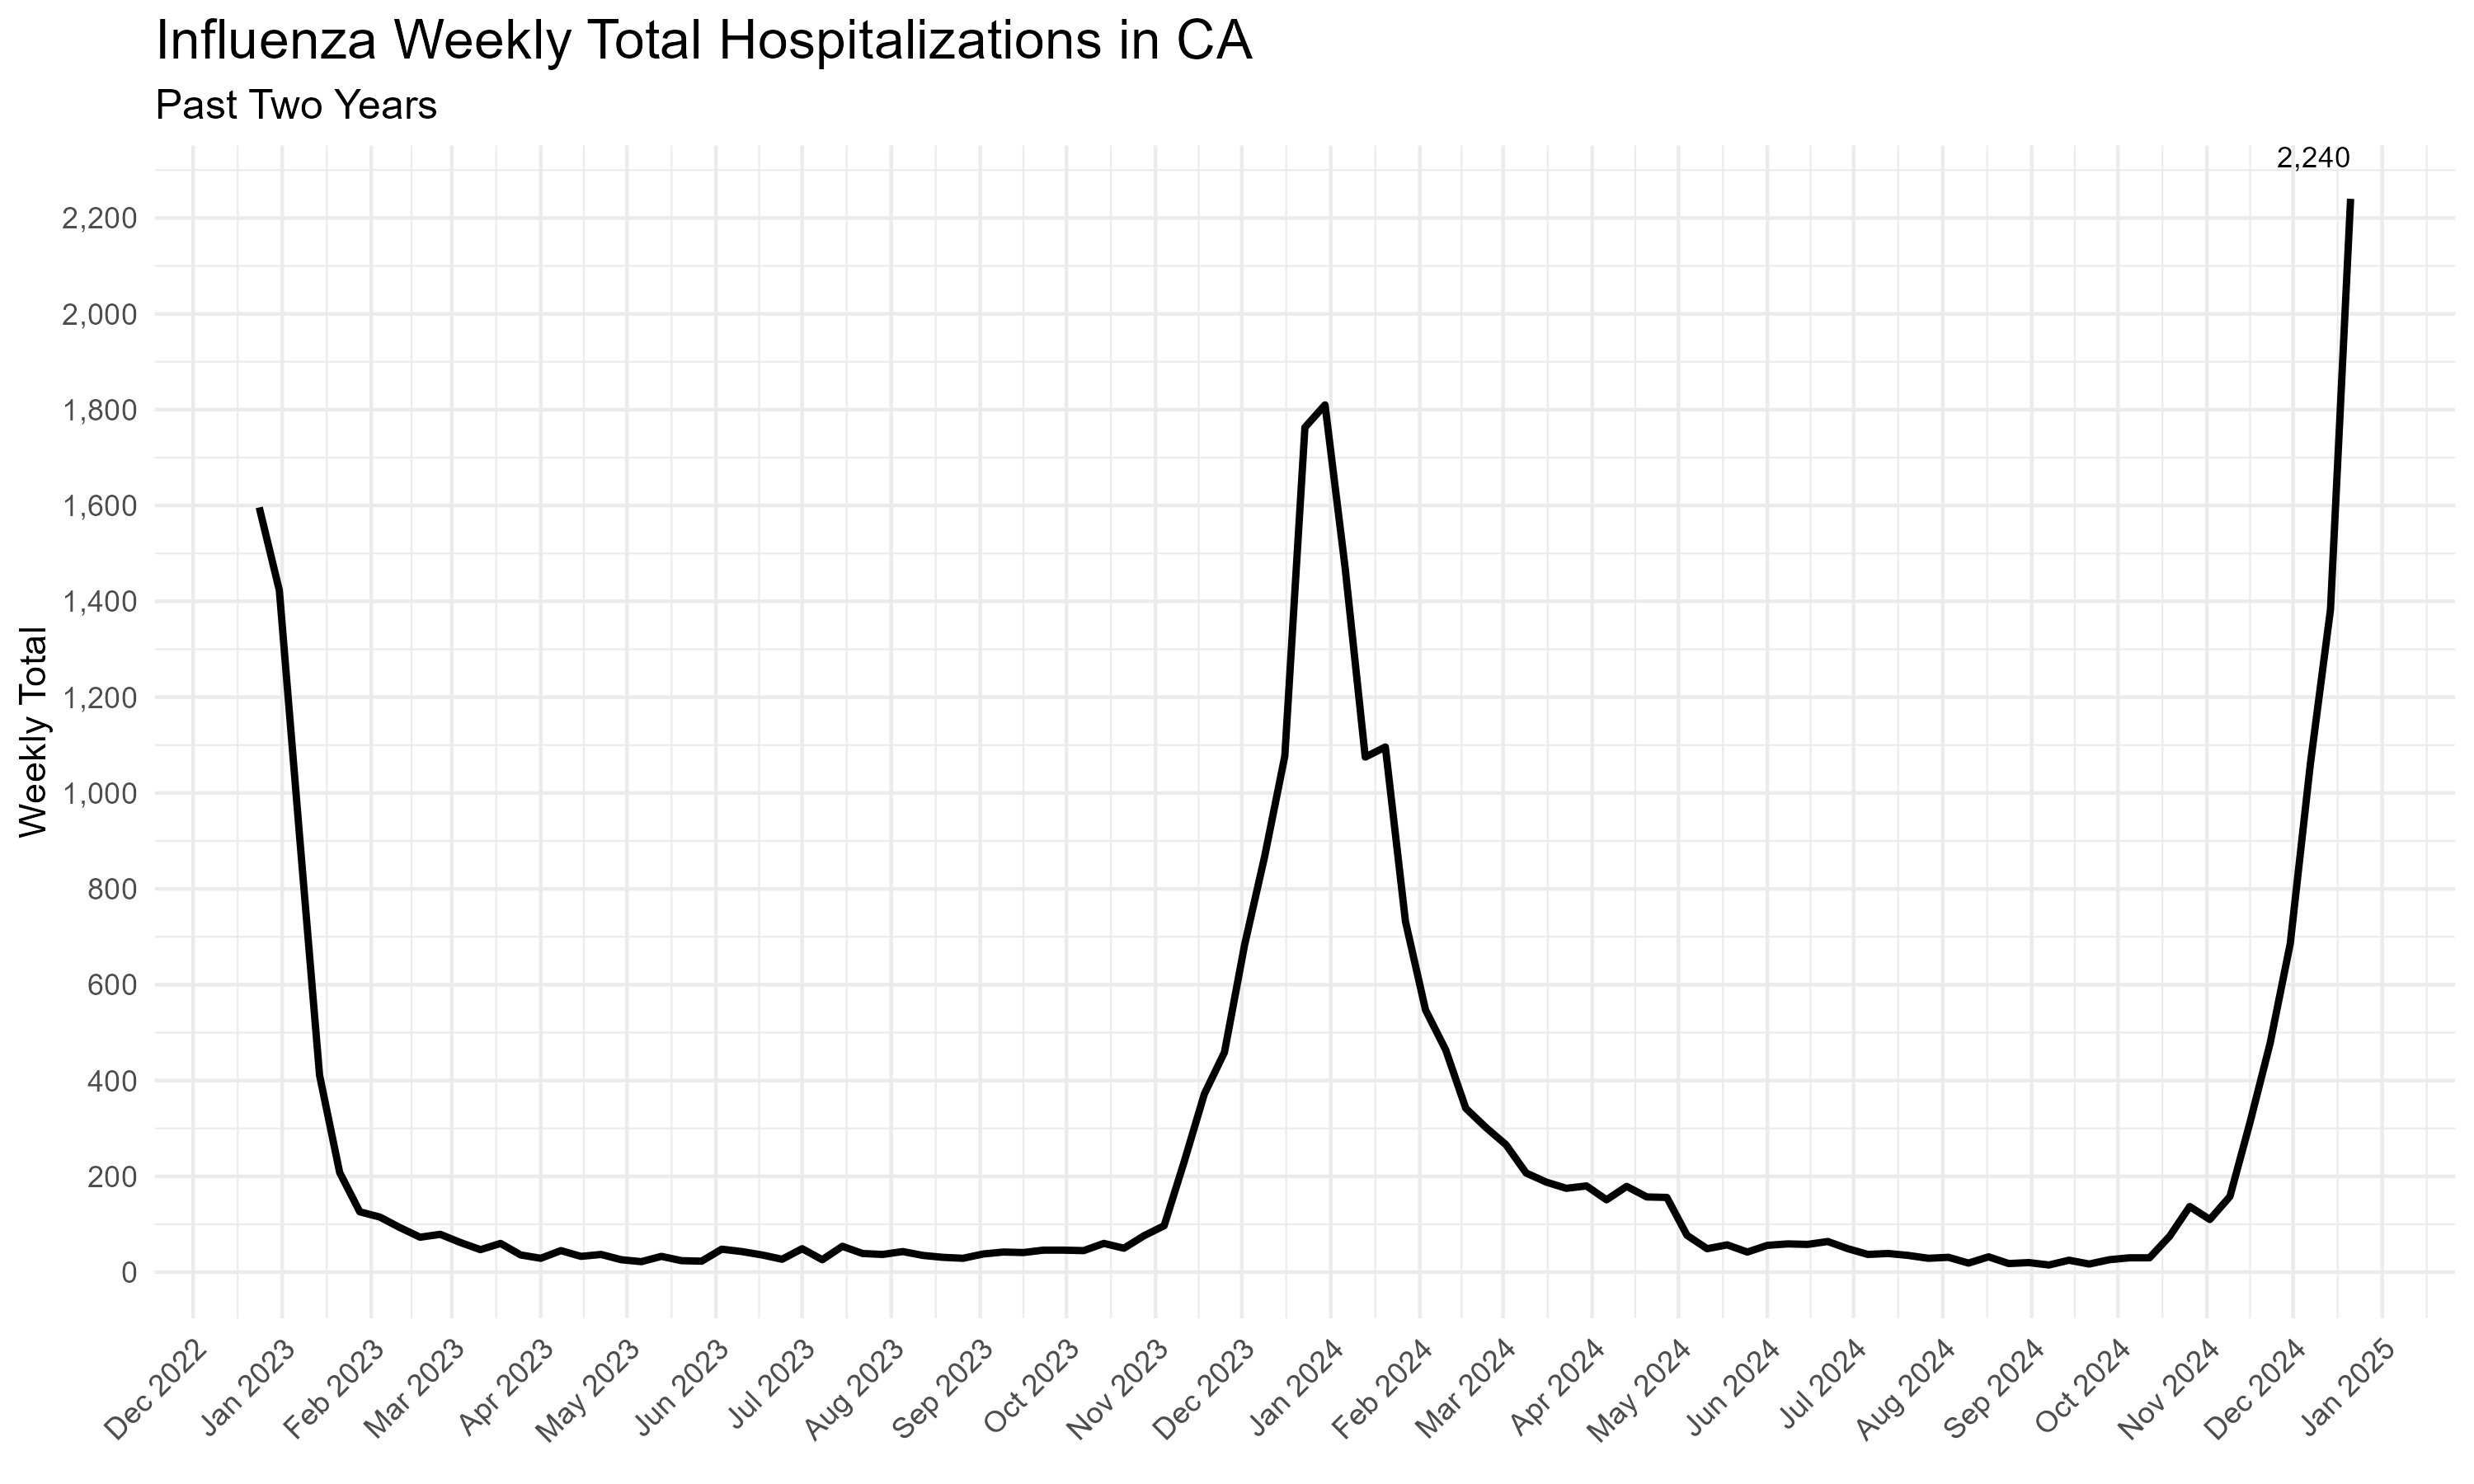 Influenza Weekly Total Hospitalizations in CA
Past Two Years
2,240
Weekly Total
2,200
2,000
1,800
1,600
1,400
1,200
1,000
800
600
400
200
0
Dec 2022
Jan 2023
Feb 2023
Mar 2023
Apr 2023
May 2023
Jun 2023
Jul 2023
Aug 2023
Sep 2023
Oct 2023
Nov 2023
Dec 2023
Jan 2024
Feb 2024
Mar 2024
Apr 2024
May 2024
Jun 2024
Jul 2024
Aug 2024
Sep 2024
Oct 2024
Nov 2024
Dec 2024
Jan 2025